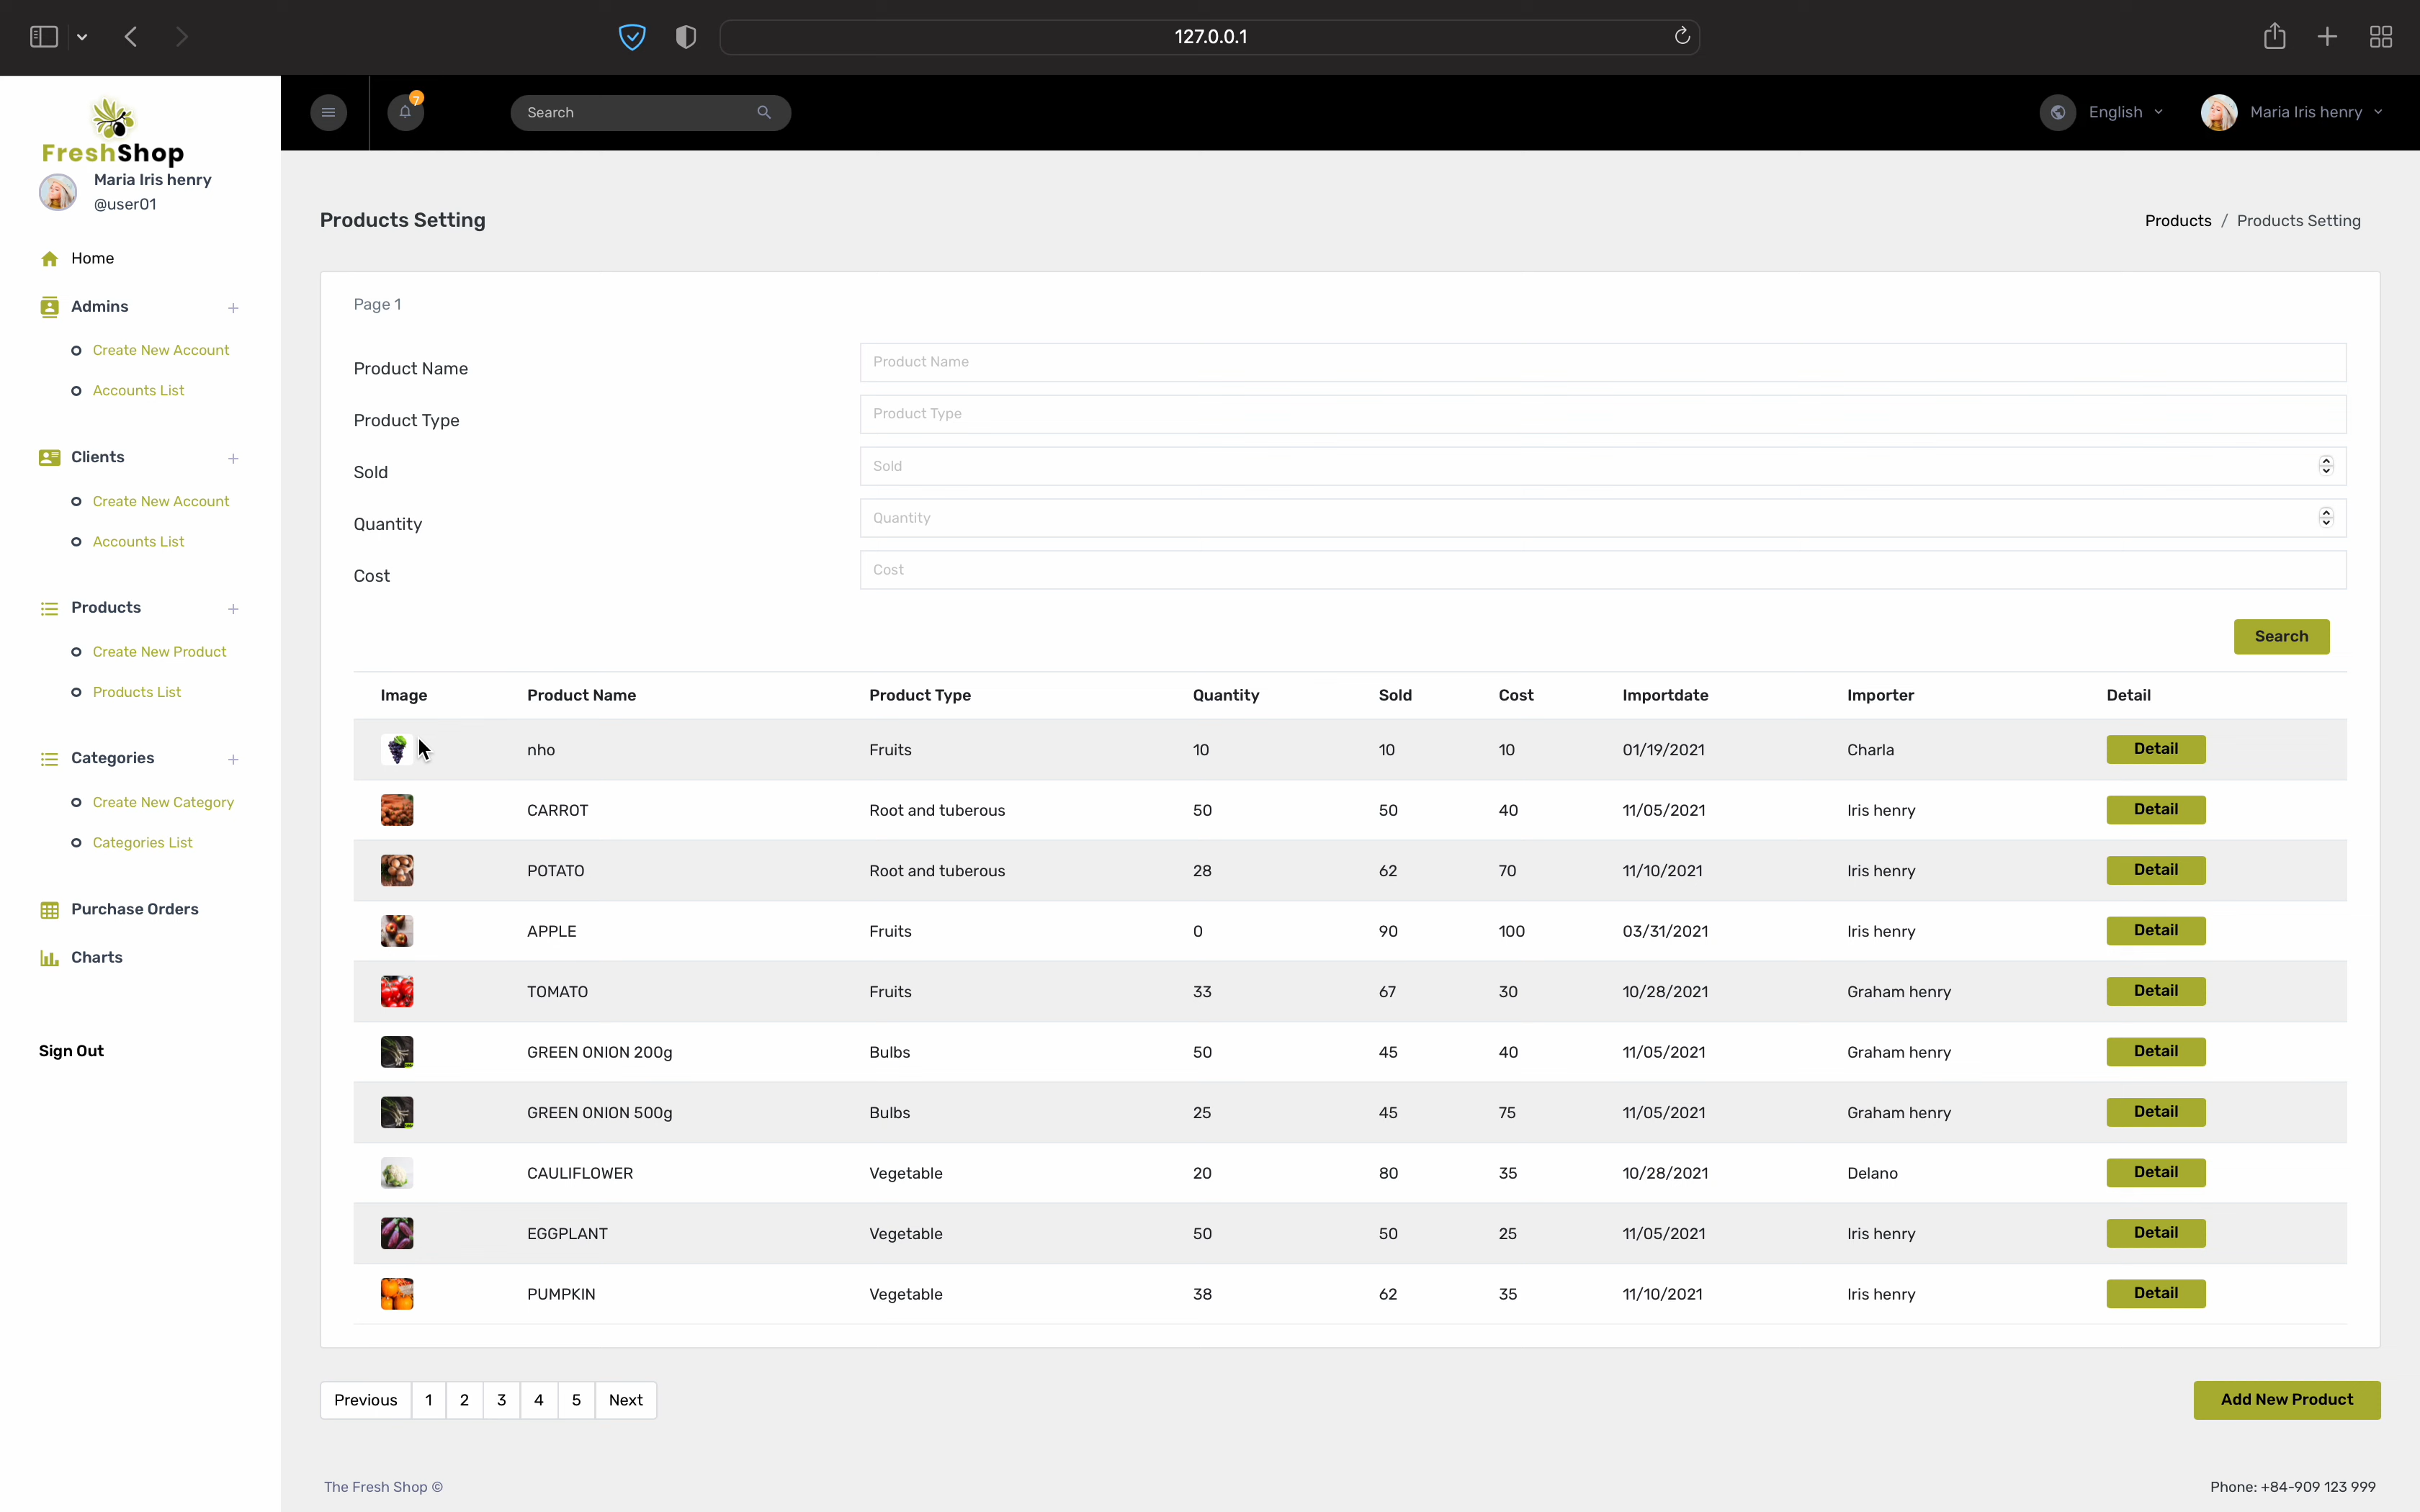 127.0.0.1
7
Search
English
Maria Iris henry
FreshShop
Maria Iris henry
@user01
Home
Admins
Create New Account
Accounts List
Clients
Create New Account
Accounts List
Products
Create New Product
Products List
Categories
Create New Category
Categories List
Purchase Orders
Charts
Sign Out
Products Setting
Products / Products Setting
Page 1
Product Name Product Name
Product Type Product Type
Sold Sold
Quantity Quantity
Cost Cost
Search
Image Product Name Product Type Quantity Sold Cost Importdate Importer Detail
nho Fruits 10 10 10 01/19/2021 Charla Detail
CARROT Root and tuberous 50 50 40 11/05/2021 Iris henry Detail
POTATO Root and tuberous 28 62 70 11/10/2021 Iris henry Detail
APPLE Fruits 0 90 100 03/31/2021 Iris henry Detail
TOMATO Fruits 33 67 30 10/28/2021 Graham henry Detail
GREEN ONION 200g Bulbs 50 45 40 11/05/2021 Graham henry Detail
GREEN ONION 500g Bulbs 25 45 75 11/05/2021 Graham henry Detail
CAULIFLOWER Vegetable 20 80 35 10/28/2021 Delano Detail
EGGPLANT Vegetable 50 50 25 11/05/2021 Iris henry Detail
PUMPKIN Vegetable 38 62 35 11/10/2021 Iris henry Detail
Previous 1 2 3 4 5 Next
Add New Product
The Fresh Shop ©
Phone: +84-909 123 999